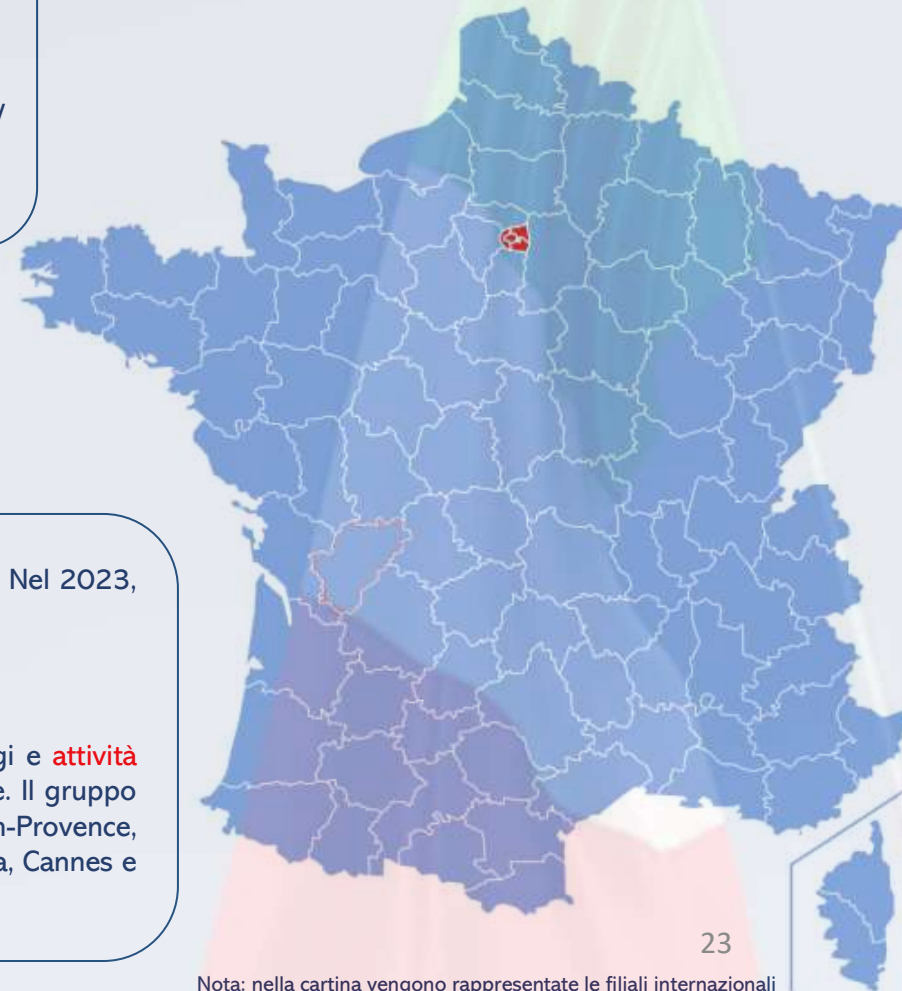 Nel 2023,
gi e attività
e. Il gruppo
n-Provence,
a, Cannes e
23
Nota: nella cartina vengono rappresentate le filiali internazionali